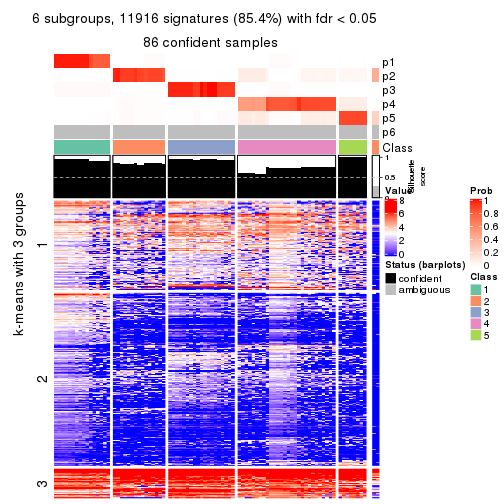 6 subgroups, 11916 signatures (85.4%) with fdr < 0.05
86 confident samples
p1
p2
p3
p4
p5
p6
Class
1
0.5
0
Silhouette
score
k-means with 3 groups
1
2
3
Value
8
6
4
2
0
Status (barplots)
confident
ambiguous
Prob
1
0.8
0.6
0.4
0.2
0
Class
1
2
3
4
5